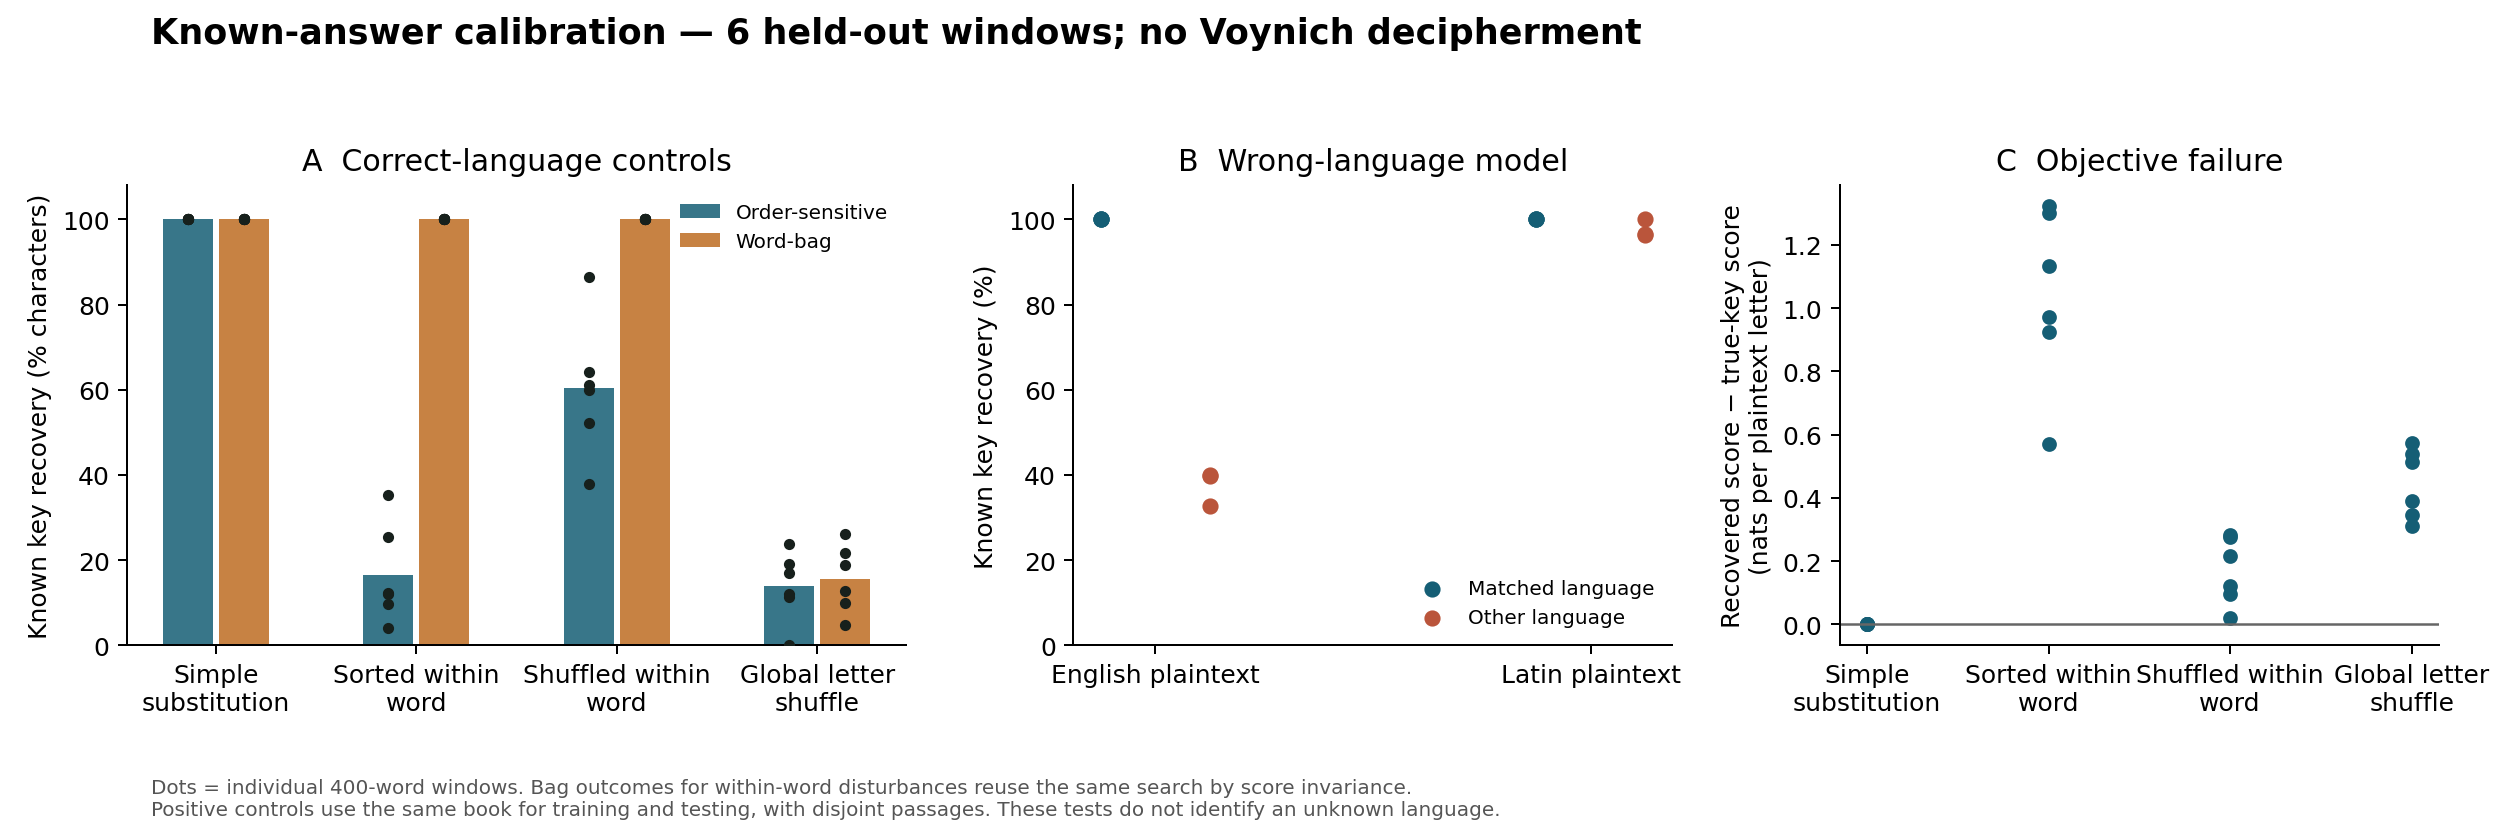 Known-answer calibration — 6 held-out windows; no Voynich decipherment
A  Correct-language controls
Known key recovery (% characters)
100
80
60
40
20
0
Order-sensitive
Word-bag
Simple
substitution
Sorted within
word
Shuffled within
word
Global letter
shuffle
B  Wrong-language model
Known key recovery (%)
100
80
60
40
20
0
Matched language
Other language
English plaintext
Latin plaintext
C  Objective failure
Recovered score − true-key score
(nats per plaintext letter)
1.2
1.0
0.8
0.6
0.4
0.2
0.0
Simple
substitution
Sorted within
word
Shuffled within
word
Global letter
shuffle
Dots = individual 400-word windows. Bag outcomes for within-word disturbances reuse the same search by score invariance.
Positive controls use the same book for training and testing, with disjoint passages. These tests do not identify an unknown language.